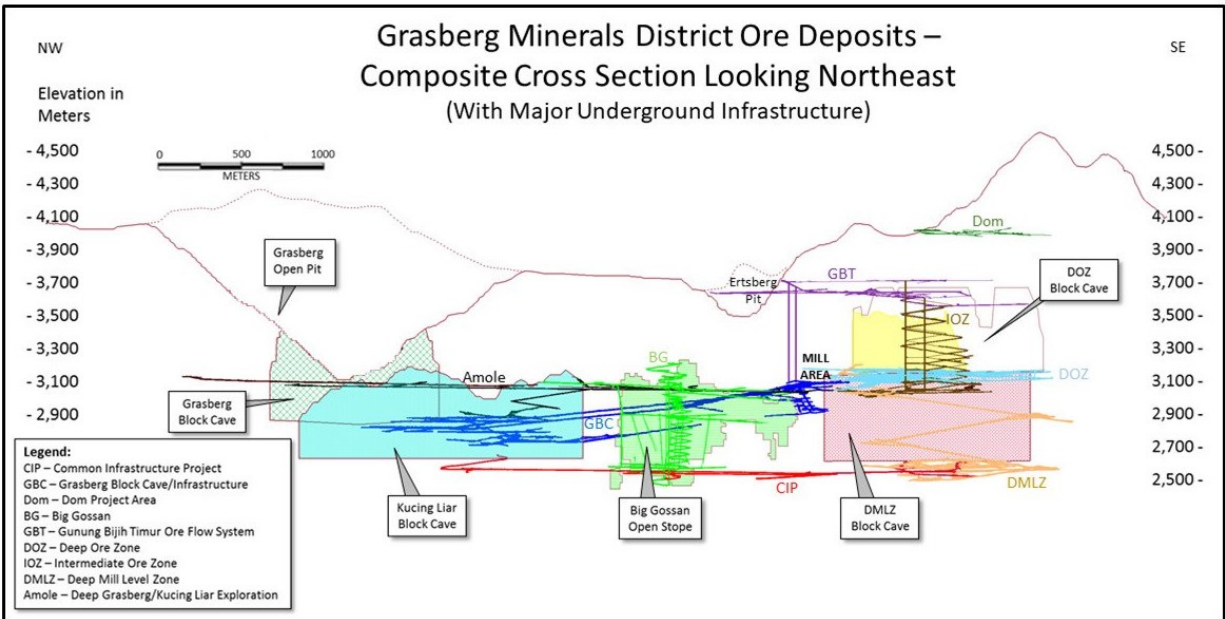 Grasberg Minerals District Ore Deposits –
Composite Cross Section Looking Northeast
(With Major Underground Infrastructure)
NW
SE
Elevation in
Meters
0 500 1000
METERS
- 4,500
- 4,300
- 4,100
- 3,900
- 3,700
- 3,500
- 3,300
- 3,100
- 2,900
- 2,700
- 2,500
4,500 -
4,300 -
4,100 -
3,900 -
3,700 -
3,500 -
3,300 -
3,100 -
2,900 -
2,700 -
2,500 -
Dom
Grasberg
Open Pit
Ertsberg
Pit
GBT
DOZ
Block Cave
IOZ
BG
MILL
AREA
Amole
DOZ
Grasberg
Block Cave
GBC
CIP
DMLZ
Kucing Liar
Block Cave
Big Gossan
Open Stope
DMLZ
Block Cave
Legend:
CIP – Common Infrastructure Project
GBC – Grasberg Block Cave/Infrastructure
Dom – Dom Project Area
BG – Big Gossan
GBT – Gunung Bijih Timur Ore Flow System
DOZ – Deep Ore Zone
IOZ – Intermediate Ore Zone
DMLZ – Deep Mill Level Zone
Amole – Deep Grasberg/Kucing Liar Exploration